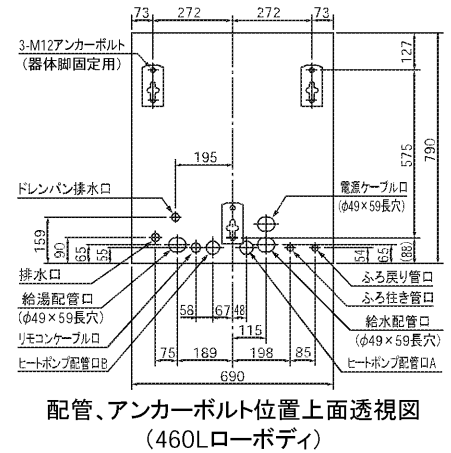 73 272 272 73
3-M12アンカーボルト
(器体脚固定用)
127
575
790
195
ドレンパン排水口
電源ケーブル口
(φ49×59長穴)
159
90
65
55
54
65
(88)
排水口
ふろ戻り管口
給湯配管口
ふろ往き管口
(φ49×59長穴)
58 67 48
給水配管口
リモコンケーブル口
115
(φ49×59長穴)
ヒートポンプ配管口B
75 189 198 85
ヒートポンプ配管口A
690
配管、アンカーボルト位置上面透視図
(460Lローボディ)